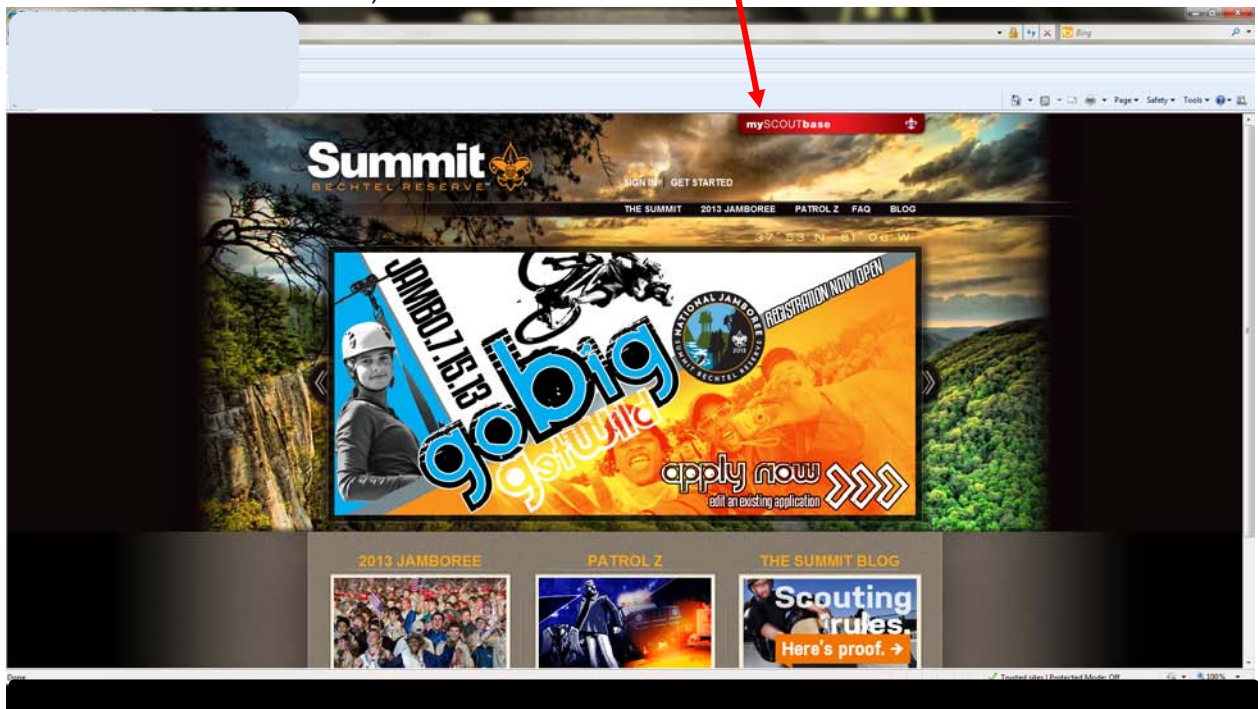 Bing
Page Safety Tools
mySCOUTbase
Summit
BECHTEL RESERVE
SIGN IN GET STARTED
THE SUMMIT 2013 JAMBOREE PATROL Z FAQ BLOG
37° 53' N 81° 06' W
JAMBO.7.15.13
NATIONAL JAMBOREE
SUMMIT BECHTEL RESERVE
2013
REGISTRATION NOW OPEN
goBig
getWild
apply now
edit an existing application
2013 JAMBOREE PATROL Z THE SUMMIT BLOG
Scouting
rules.
Here's proof. →
Done
Trusted sites | Protected Mode: Off
100%